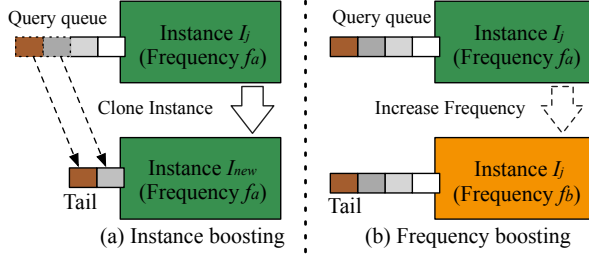 Query queue
Instance Ij
(Frequency fa)
Clone Instance
Instance Inew
(Frequency fa)
Tail
(a) Instance boosting
Query queue
Instance Ij
(Frequency fa)
Increase Frequency
Instance Ij
(Frequency fb)
Tail
(b) Frequency boosting